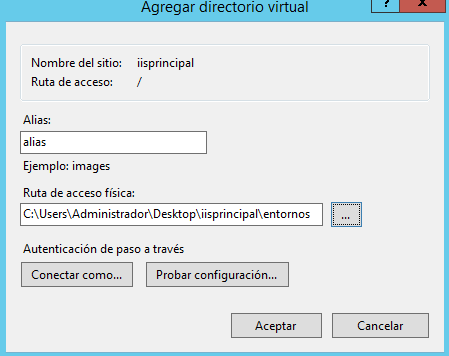 Agregar directorio virtual
? x
Nombre del sitio: iisprincipal
Ruta de acceso: /
Alias:
alias
Ejemplo: images
Ruta de acceso física:
C:\Users\Administrador\Desktop\iisprincipal\entornos ...
Autenticación de paso a través
Conectar como... Probar configuración...
Aceptar Cancelar